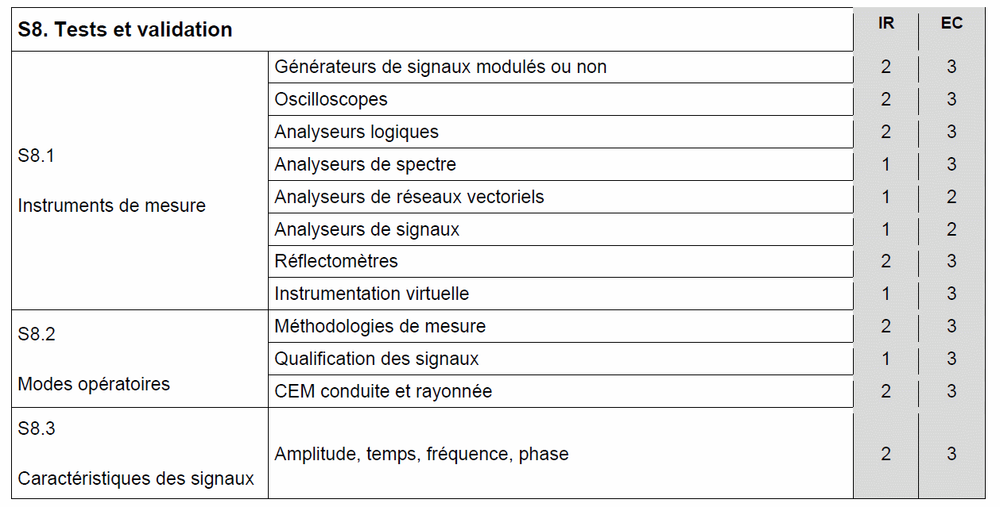 S8. Tests et validation IR EC
S8.1
Instruments de mesure
Générateurs de signaux modulés ou non 2 3
Oscilloscopes 2 3
Analyseurs logiques 2 3
Analyseurs de spectre 1 3
Analyseurs de réseaux vectoriels 1 2
Analyseurs de signaux 1 2
Réflectomètres 2 3
Instrumentation virtuelle 1 3
S8.2
Modes opératoires
Méthodologies de mesure 2 3
Qualification des signaux 1 3
CEM conduite et rayonnée 2 3
S8.3
Caractéristiques des signaux
Amplitude, temps, fréquence, phase 2 3